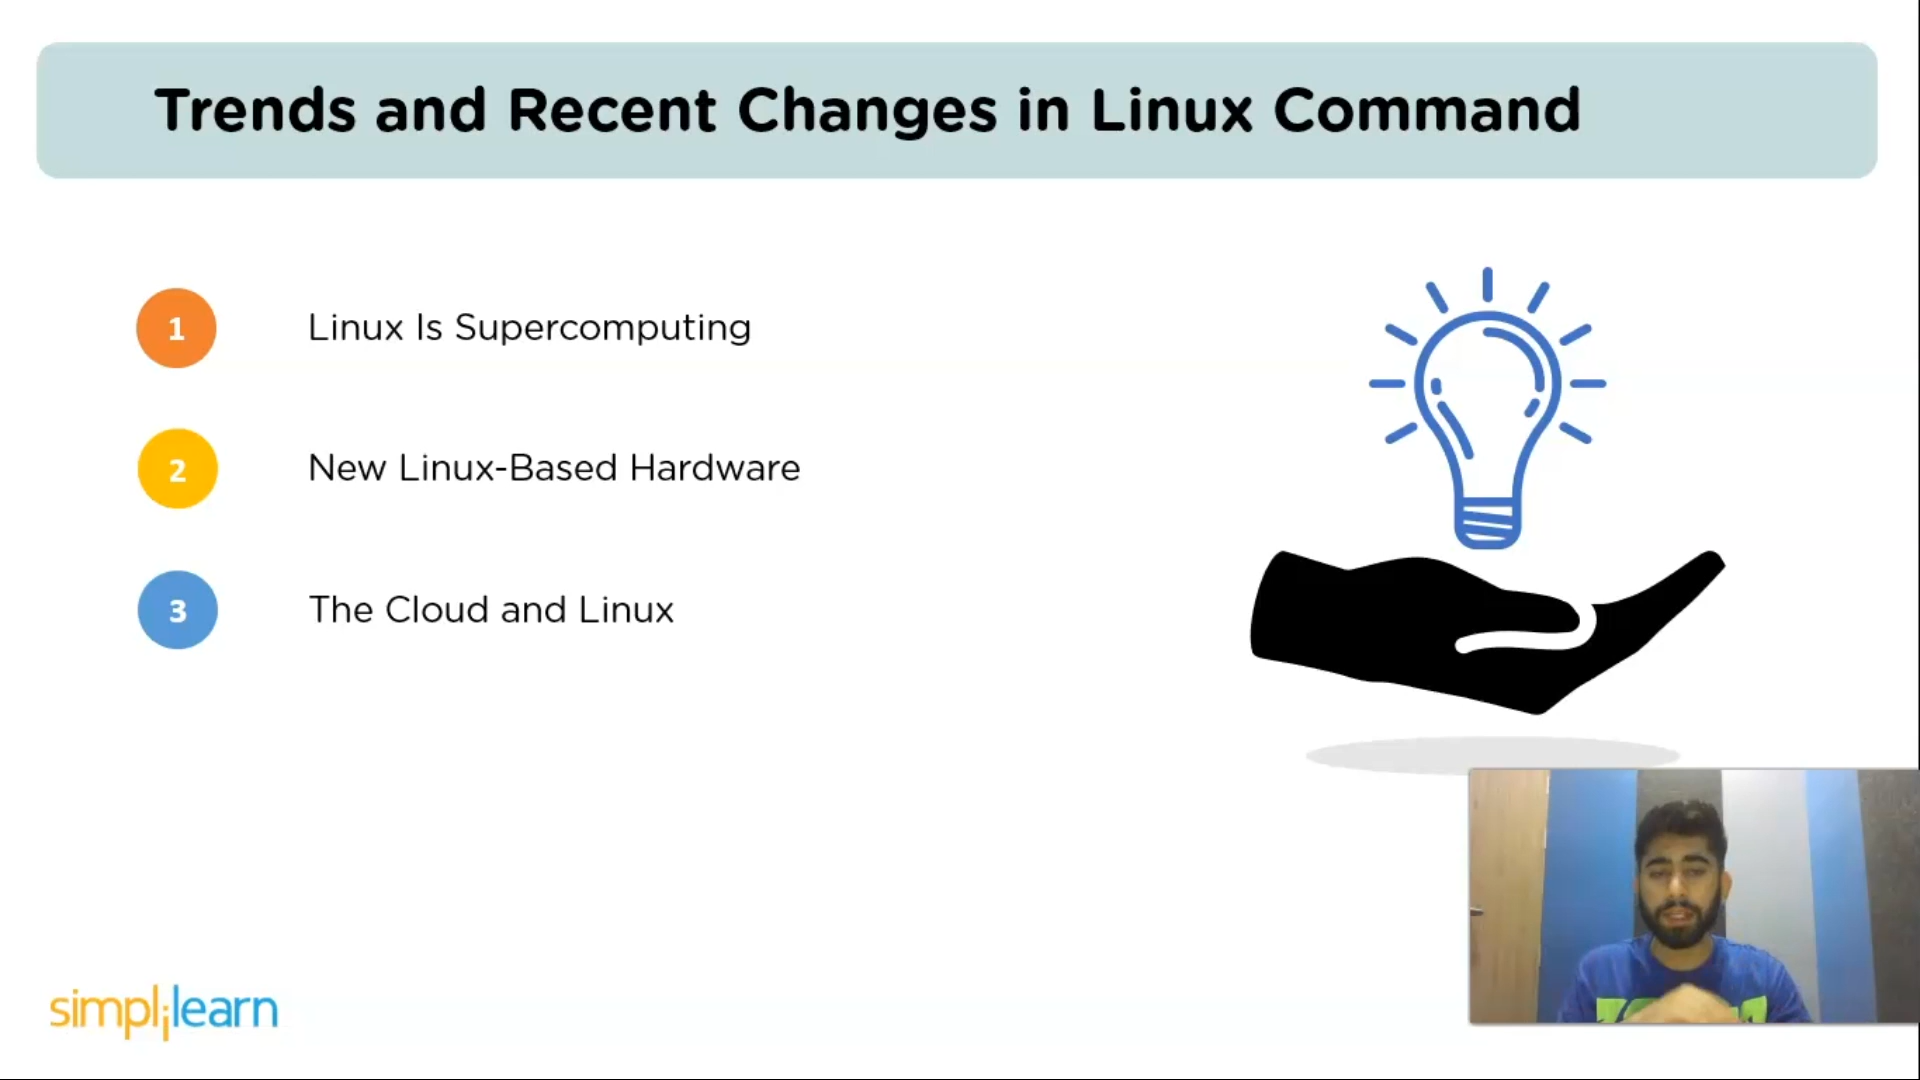 Trends and Recent Changes in Linux Command
1 Linux Is Supercomputing
2 New Linux-Based Hardware
3 The Cloud and Linux
simplilearn